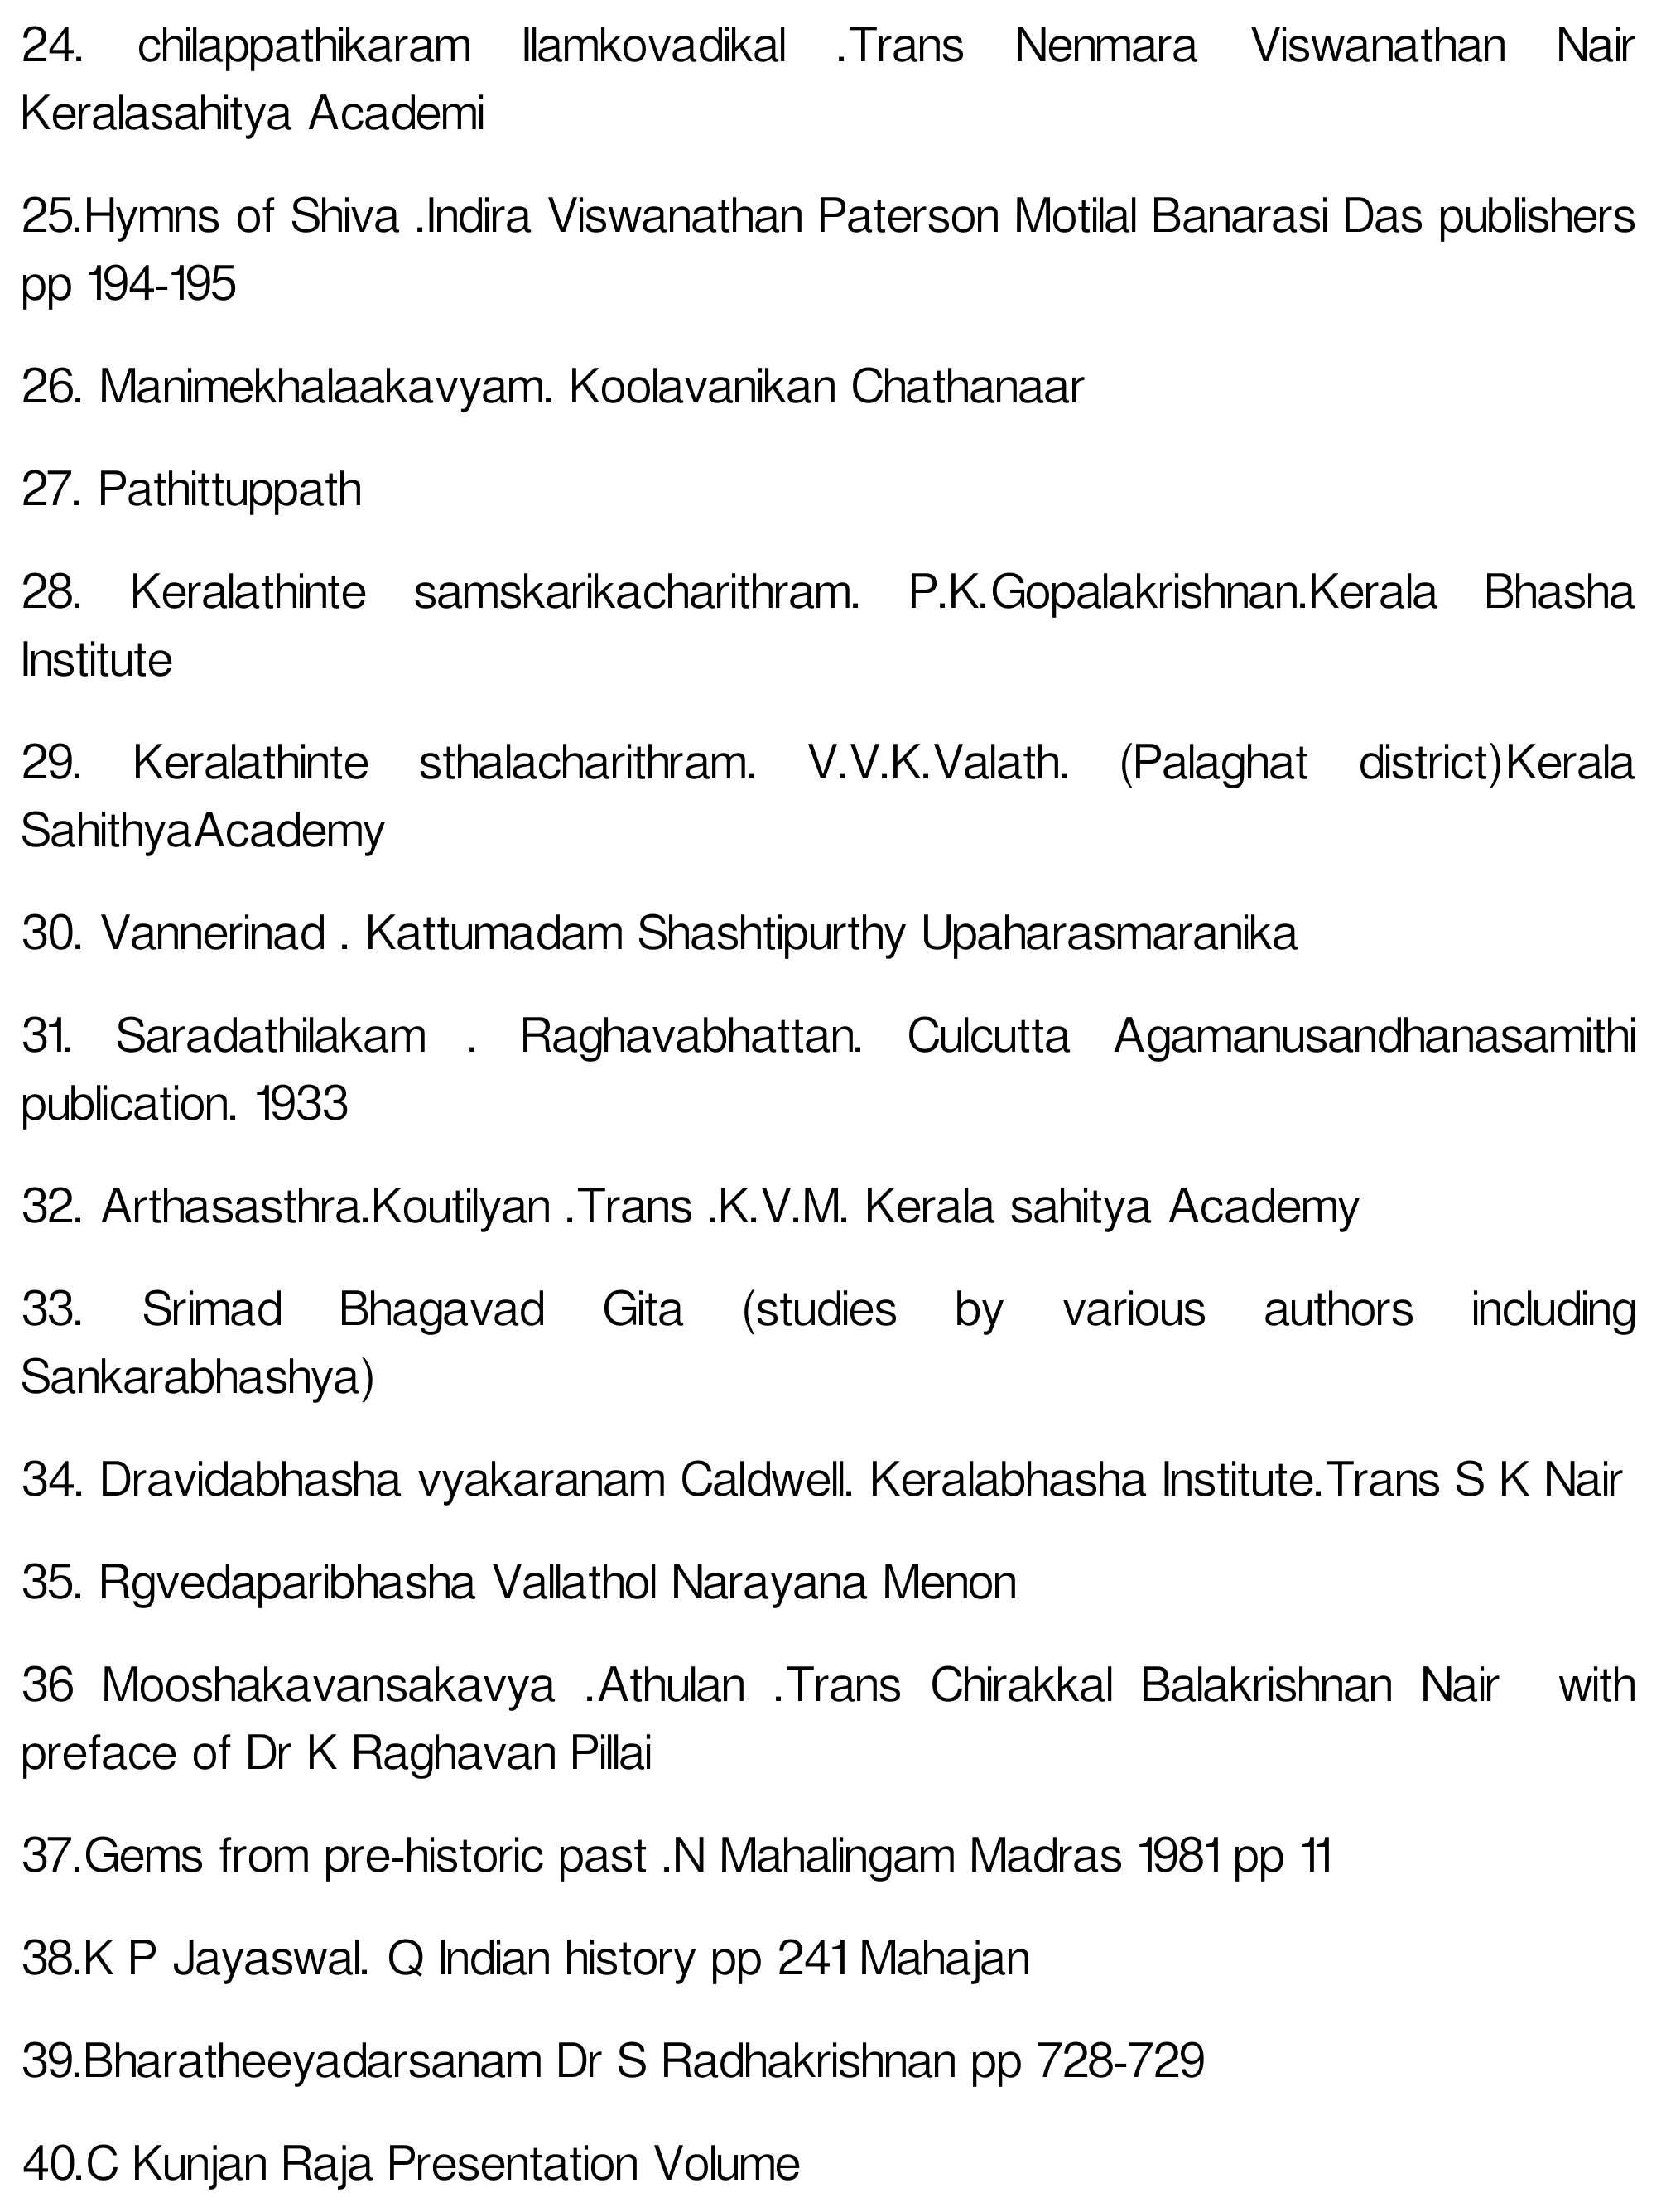 24. chilappathikaram Ilamkovadikal .Trans Nenmara Viswanathan Nair
Keralasahitya Academi
25.Hymns of Shiva .Indira Viswanathan Paterson Motilal Banarasi Das publishers
pp 194-195
26. Manimekhalaakavyam. Koolavanikan Chathanaar
27. Pathittuppath
28. Keralathinte samskarikacharithram. P.K.Gopalakrishnan.Kerala Bhasha
Institute
29. Keralathinte sthalacharithram. V.V.K.Valath. (Palaghat district)Kerala
SahithyaAcademy
30. Vannerinad . Kattumadam Shashtipurthy Upaharasmaranika
31. Saradathilakam . Raghavabhattan. Culcutta Agamanusandhanasamithi
publication. 1933
32. Arthasasthra.Koutilyan .Trans .K.V.M. Kerala sahitya Academy
33. Srimad Bhagavad Gita (studies by various authors including
Sankarabhashya)
34. Dravidabhasha vyakaranam Caldwell. Keralabhasha Institute.Trans S K Nair
35. Rgvedaparibhasha Vallathol Narayana Menon
36 Mooshakavansakavya .Athulan .Trans Chirakkal Balakrishnan Nair with
preface of Dr K Raghavan Pillai
37.Gems from pre-historic past .N Mahalingam Madras 1981 pp 11
38.K P Jayaswal. Q Indian history pp 241 Mahajan
39.Bharatheeyadarsanam Dr S Radhakrishnan pp 728-729
40.C Kunjan Raja Presentation Volume